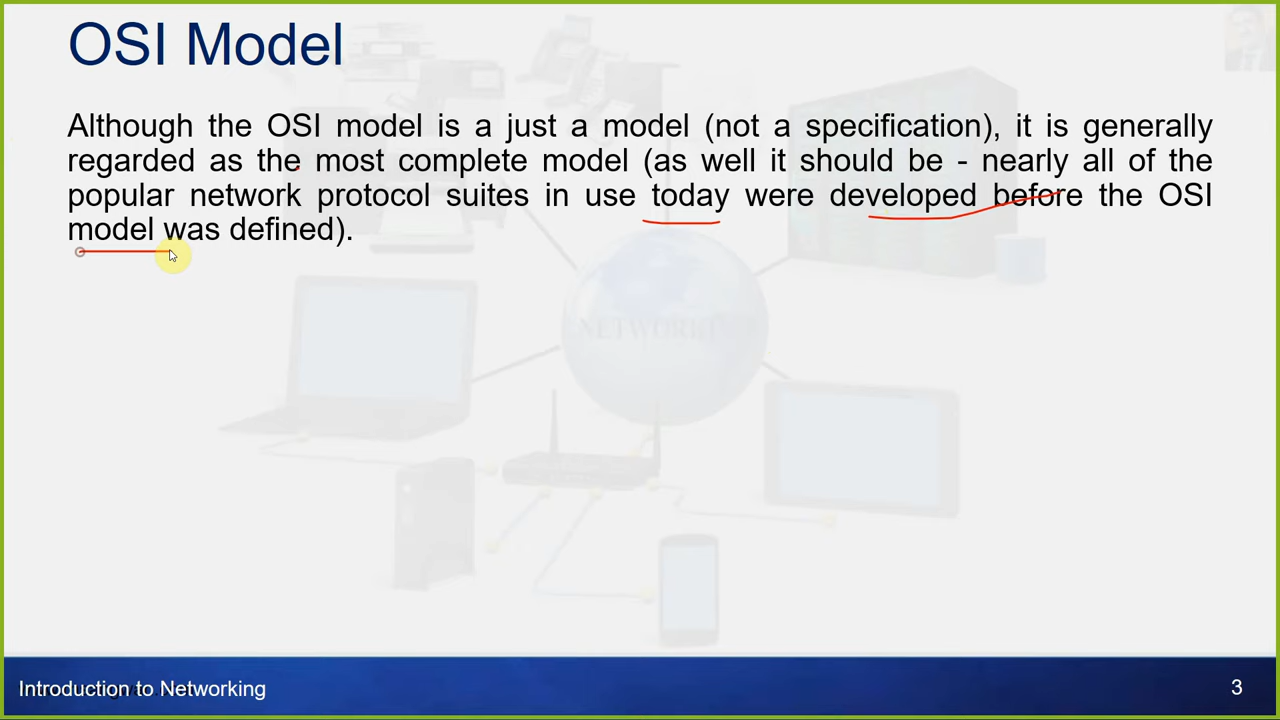 OSI Model
Although the OSI model is a just a model (not a specification), it is generally
regarded as the most complete model (as well it should be - nearly all of the
popular network protocol suites in use today were developed before the OSI
model was defined).
NETWORK
Introduction to Networking
3